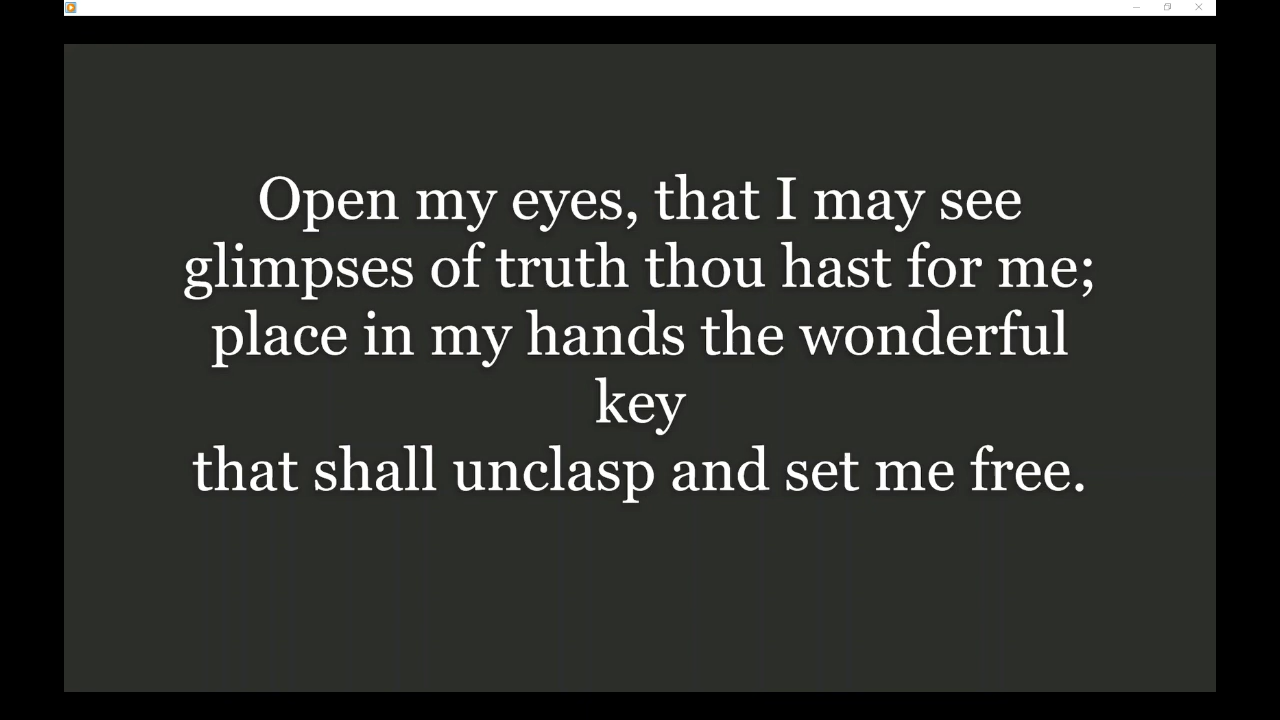 Open my eyes, that I may see
glimpses of truth thou hast for me;
place in my hands the wonderful
key
that shall unclasp and set me free.